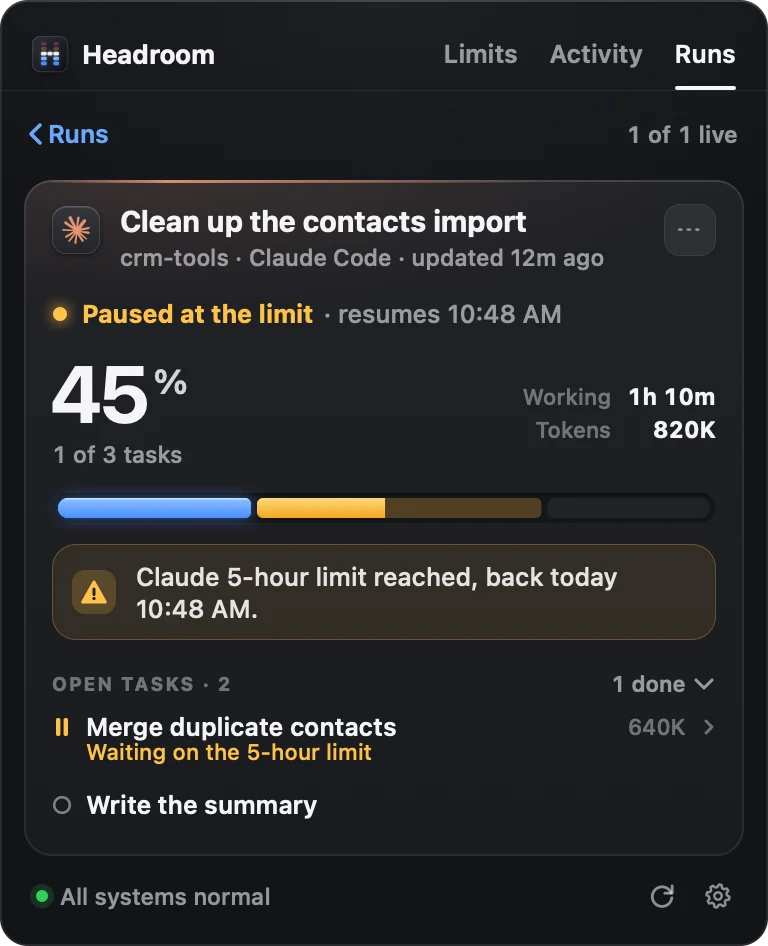 Headroom
Limits
Activity
Runs
Runs
1 of 1 live
Clean up the contacts import
crm-tools · Claude Code · updated 12m ago
Paused at the limit · resumes 10:48 AM
45%
Working 1h 10m
1 of 3 tasks
Tokens 820K
Claude 5-hour limit reached, back today
10:48 AM.
OPEN TASKS · 2
1 done
Merge duplicate contacts
640K
Waiting on the 5-hour limit
Write the summary
All systems normal